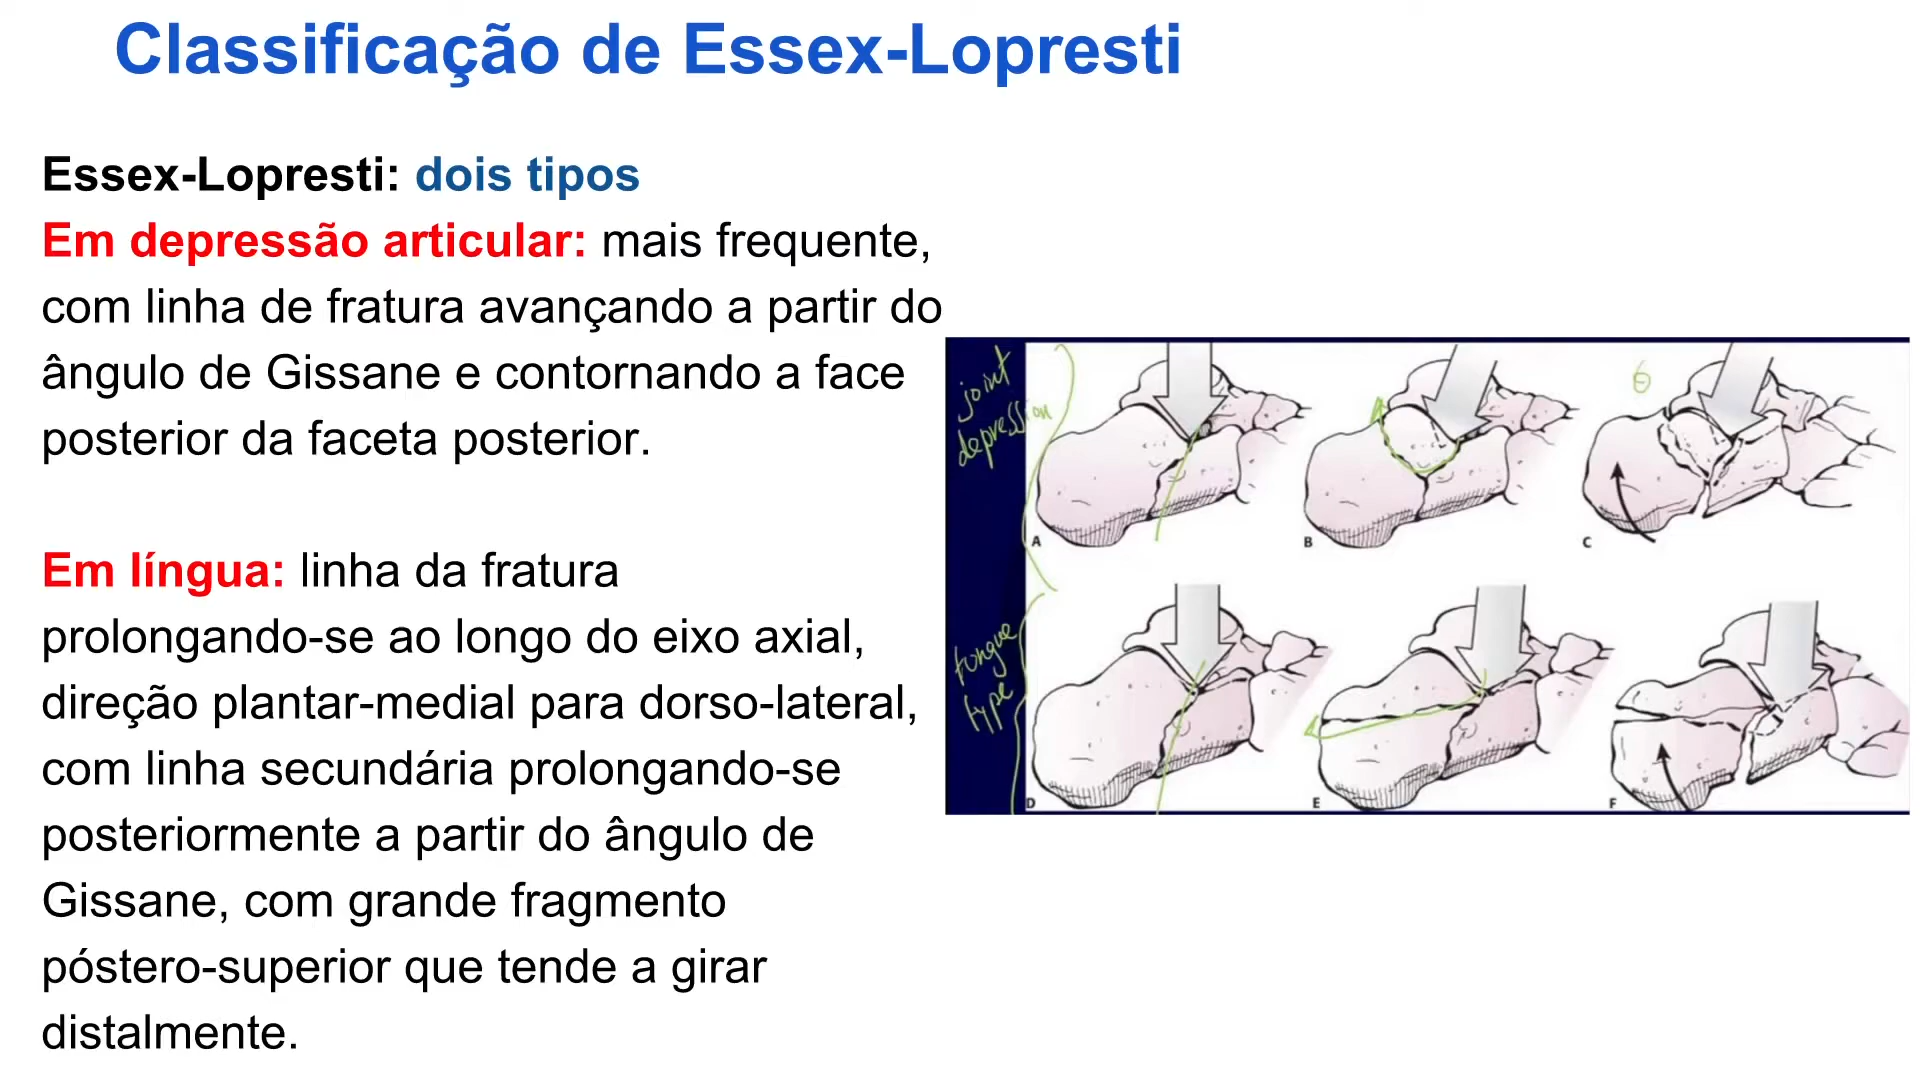 Classificação de Essex-Lopresti
Essex-Lopresti: dois tipos
Em depressão articular: mais frequente,
com linha de fratura avançando a partir do
ângulo de Gissane e contornando a face
posterior da faceta posterior.
Em língua: linha da fratura
prolongando-se ao longo do eixo axial,
direção plantar-medial para dorso-lateral,
com linha secundária prolongando-se
posteriormente a partir do ângulo de
Gissane, com grande fragmento
póstero-superior que tende a girar
distalmente.
joint
depression
A
B
C
tongue
type
D
E
F